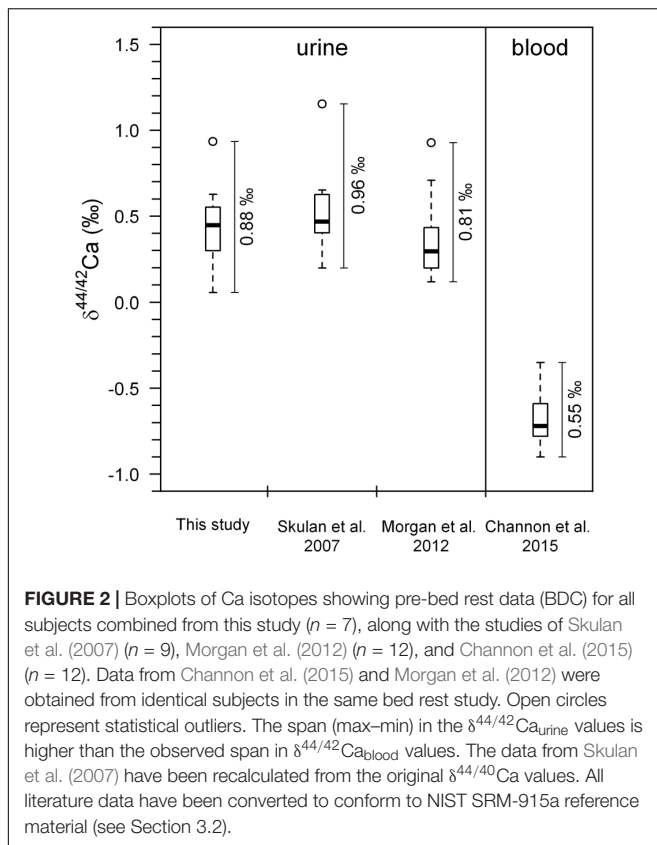 urine blood
1.5
1.0
0.5
0.0
-0.5
-1.0
δ44/42Ca (‰)
0.88 ‰
0.96 ‰
0.81 ‰
0.55 ‰
This study Skulan et al. Morgan et al. Channon et al.
2007 2012 2015
FIGURE 2 | Boxplots of Ca isotopes showing pre-bed rest data (BDC) for all
subjects combined from this study (n = 7), along with the studies of Skulan
et al. (2007) (n = 9), Morgan et al. (2012) (n = 12), and Channon et al. (2015)
(n = 12). Data from Channon et al. (2015) and Morgan et al. (2012) were
obtained from identical subjects in the same bed rest study. Open circles
represent statistical outliers. The span (max–min) in the δ44/42Caurine values is
higher than the observed span in δ44/42Cablood values. The data from Skulan
et al. (2007) have been recalculated from the original δ44/40Ca values. All
literature data have been converted to conform to NIST SRM-915a reference
material (see Section 3.2).